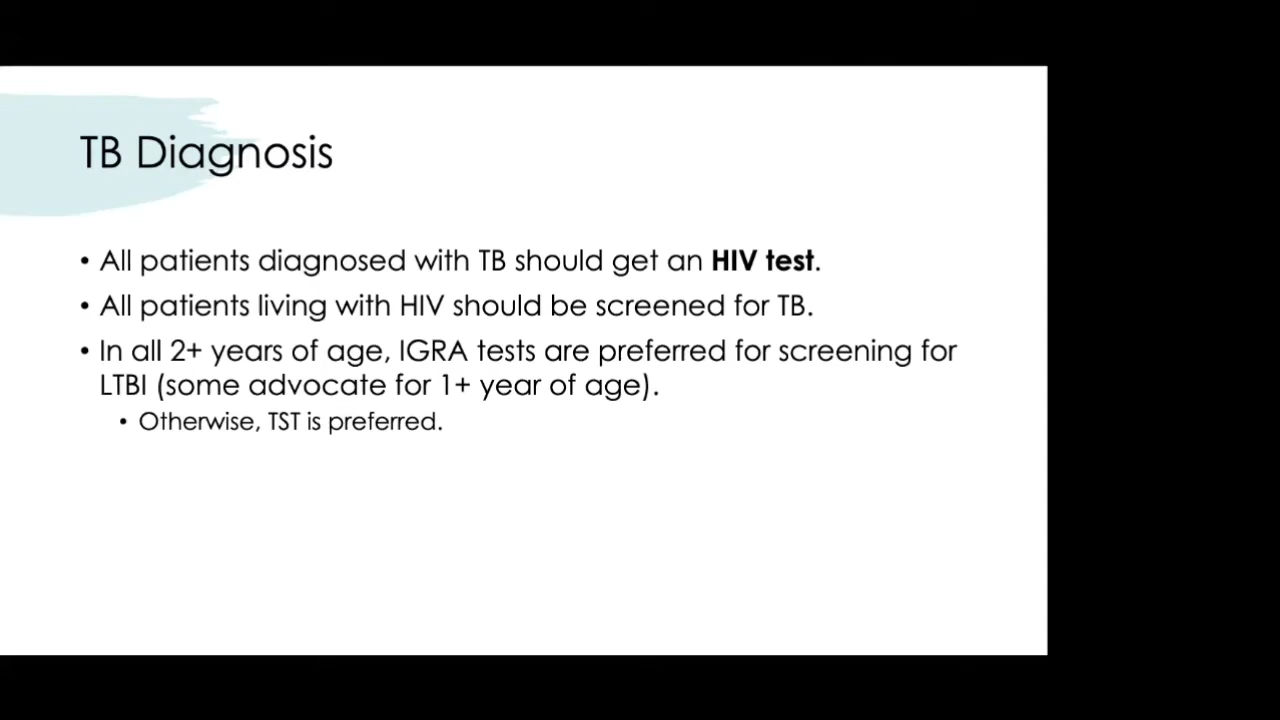 TB Diagnosis
• All patients diagnosed with TB should get an HIV test.
• All patients living with HIV should be screened for TB.
• In all 2+ years of age, IGRA tests are preferred for screening for
LTBI (some advocate for 1+ year of age).
• Otherwise, TST is preferred.